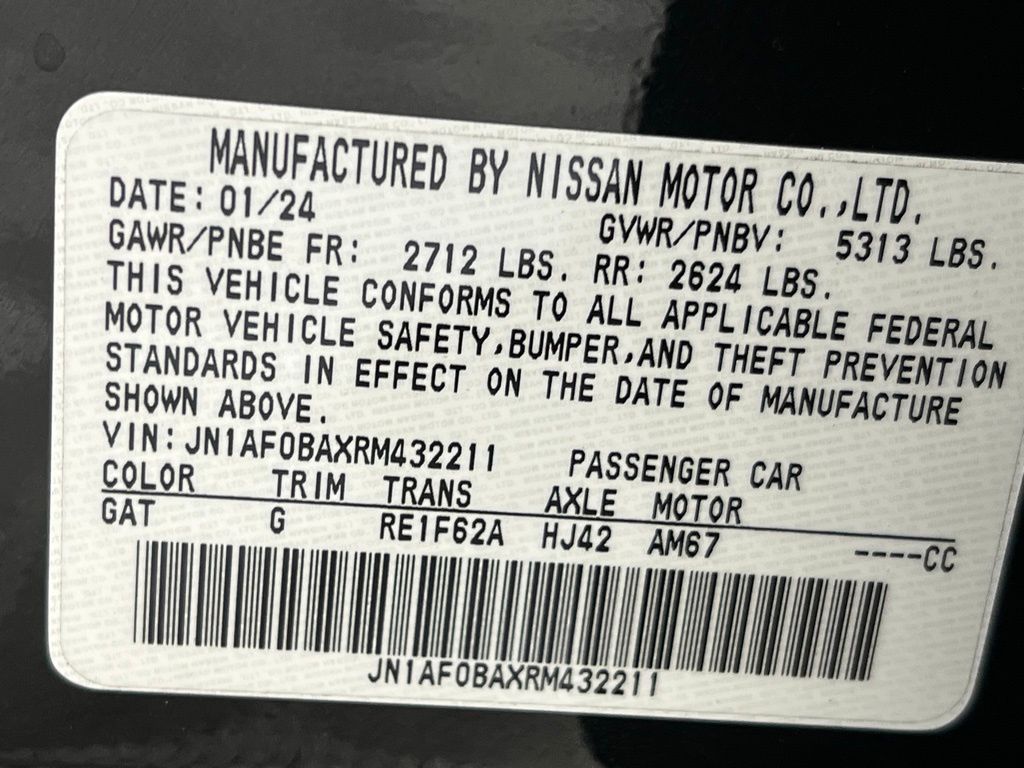 MANUFACTURED BY NISSAN MOTOR CO.,LTD.
DATE: 01/24 GVWR/PNBV: 5313 LBS.
GAWR/PNBE FR: 2712 LBS. RR: 2624 LBS.
THIS VEHICLE CONFORMS TO ALL APPLICABLE FEDERAL
MOTOR VEHICLE SAFETY,BUMPER,AND THEFT PREVENTION
STANDARDS IN EFFECT ON THE DATE OF MANUFACTURE
SHOWN ABOVE.
VIN: JN1AF0BAXRM432211 PASSENGER CAR
COLOR TRIM TRANS AXLE MOTOR
GAT G RE1F62A HJ42 AM67 ----CC
JN1AF0BAXRM432211